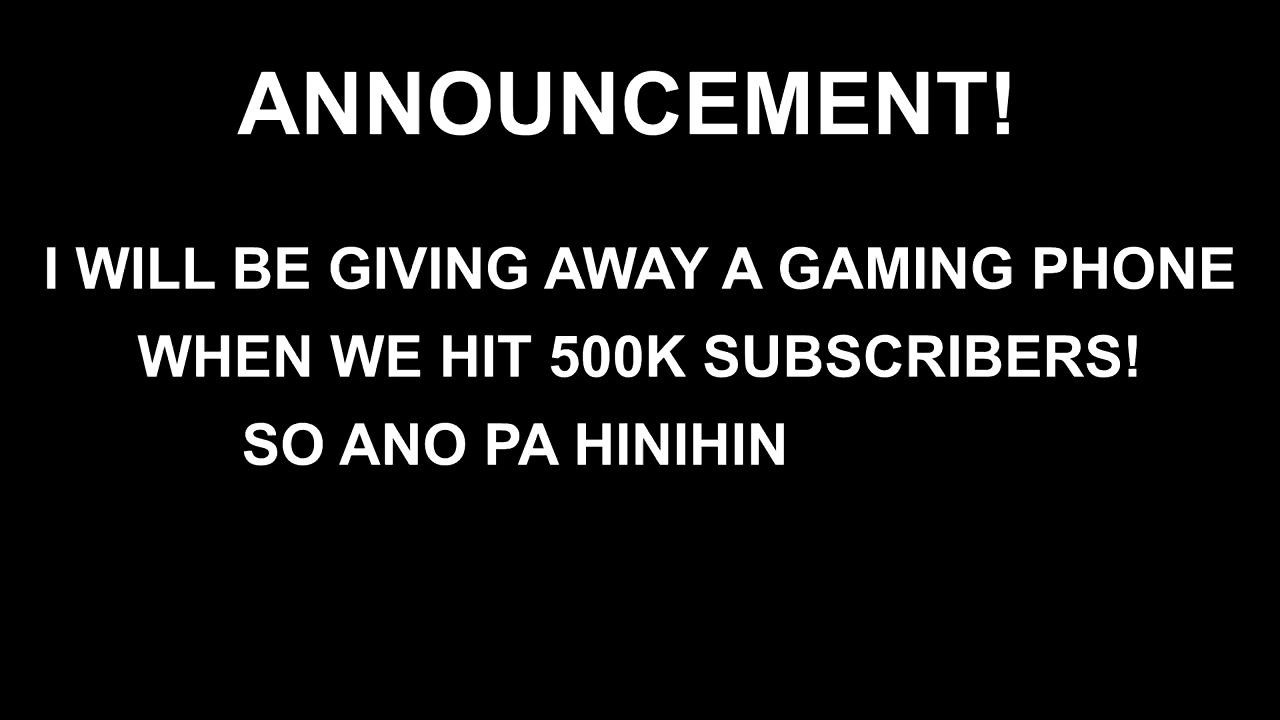 ANNOUNCEMENT!
I WILL BE GIVING AWAY A GAMING PHONE
WHEN WE HIT 500K SUBSCRIBERS!
SO ANO PA HINIHIN